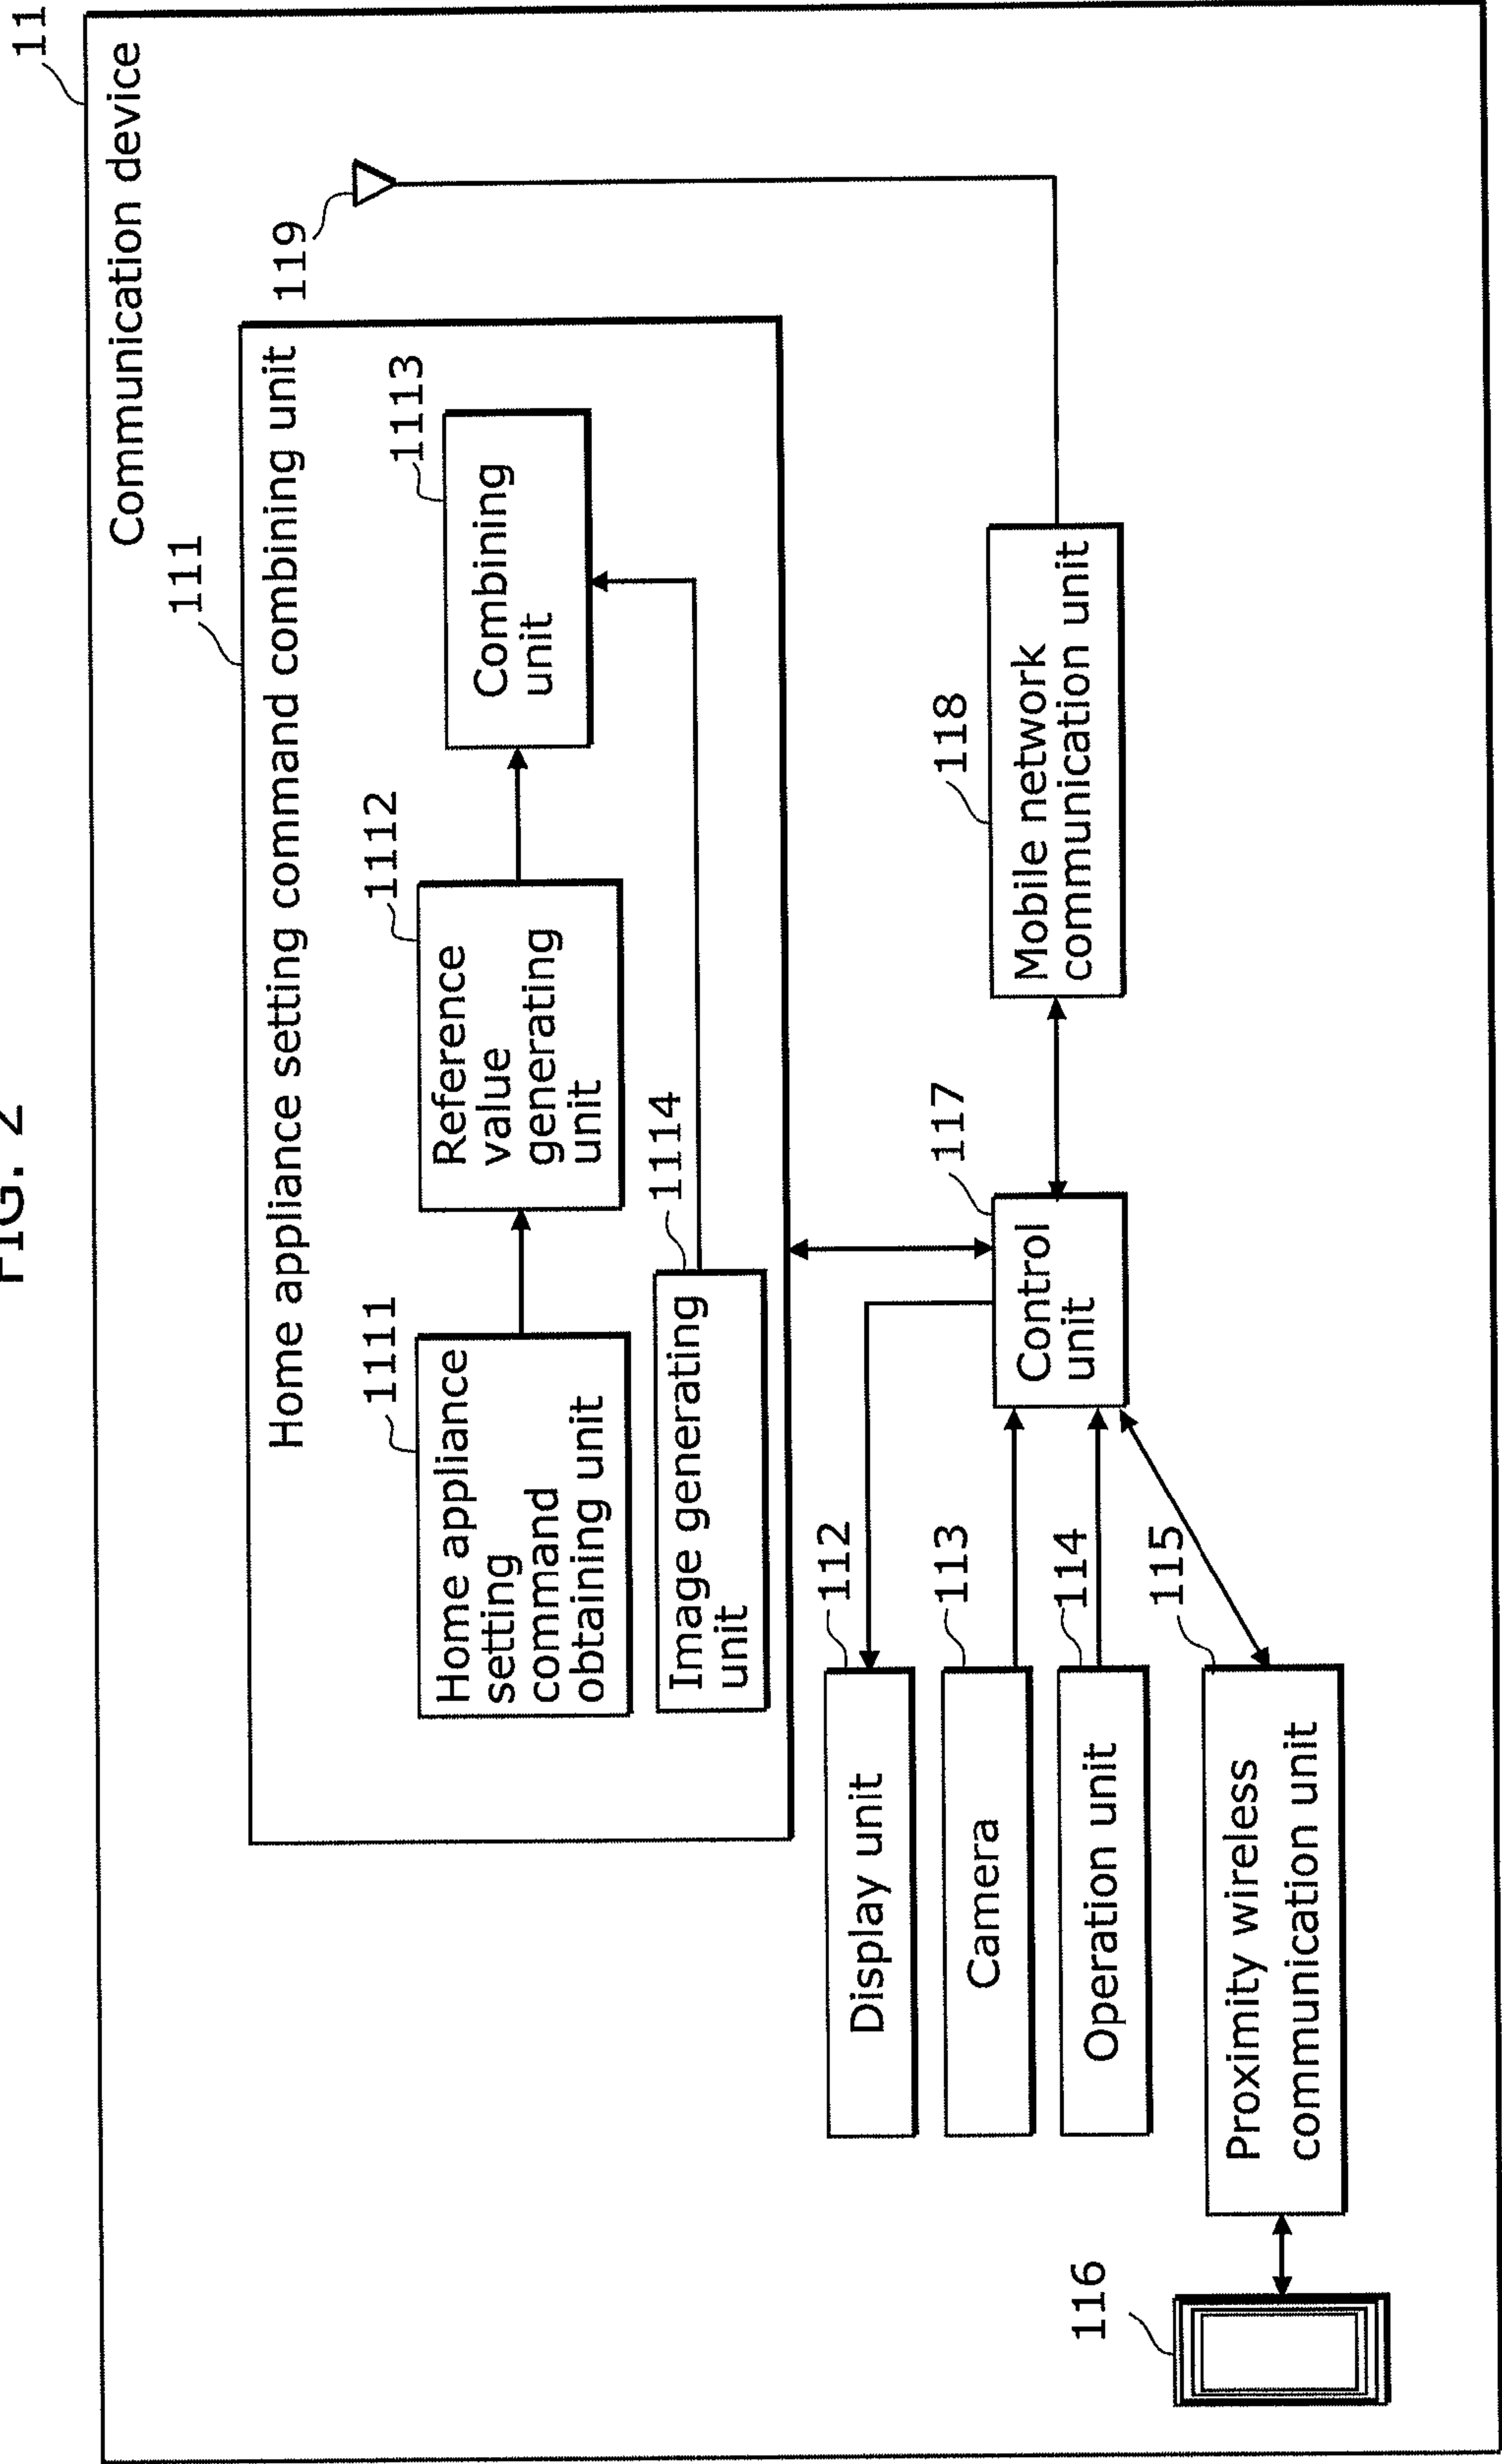 FIG. 2
11
Communication device
111
119
Home appliance setting command combining unit
1111
Home appliance
setting
command
obtaining unit
1112
Reference
value
generating
unit
1113
Combining
unit
1114
Image generating
unit
112
Display unit
113
Camera
114
Operation unit
115
Proximity wireless
communication unit
116
117
Control
unit
118
Mobile network
communication unit